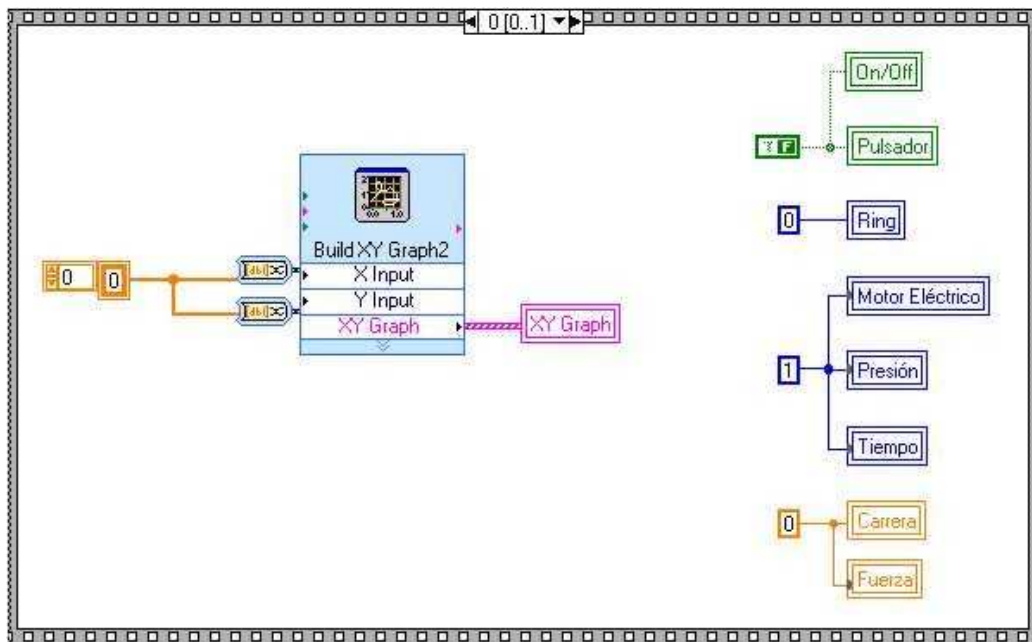 0 [0..1]
On/Off
F
Pulsador
0
Ring
Build XY Graph2
X Input
Y Input
XY Graph
0
0
XY Graph
Motor Eléctrico
1
Presión
Tiempo
0
Carrera
Fuerza